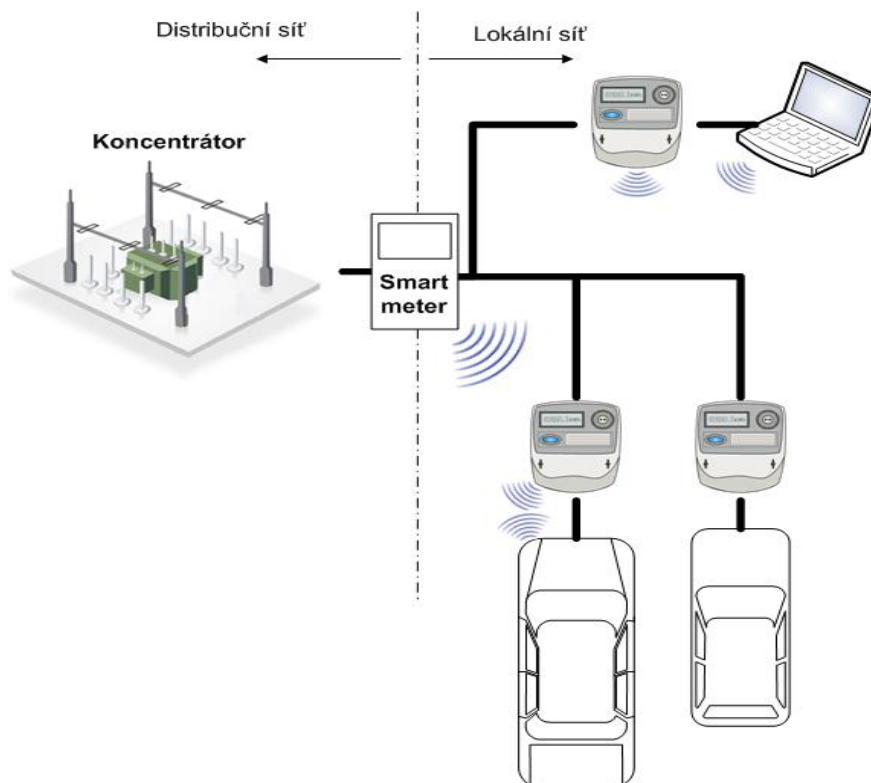 Distribuční síť
Lokální síť
Koncentrátor
Smart
meter